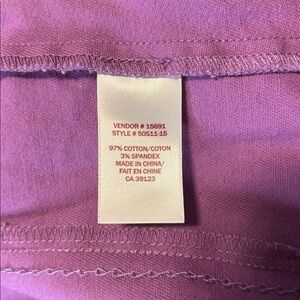 VENDOR # 15691
STYLE # 50511-15
97% COTTON/COTON
3% SPANDEX
MADE IN CHINA/
FAIT EN CHINE
CA 39123